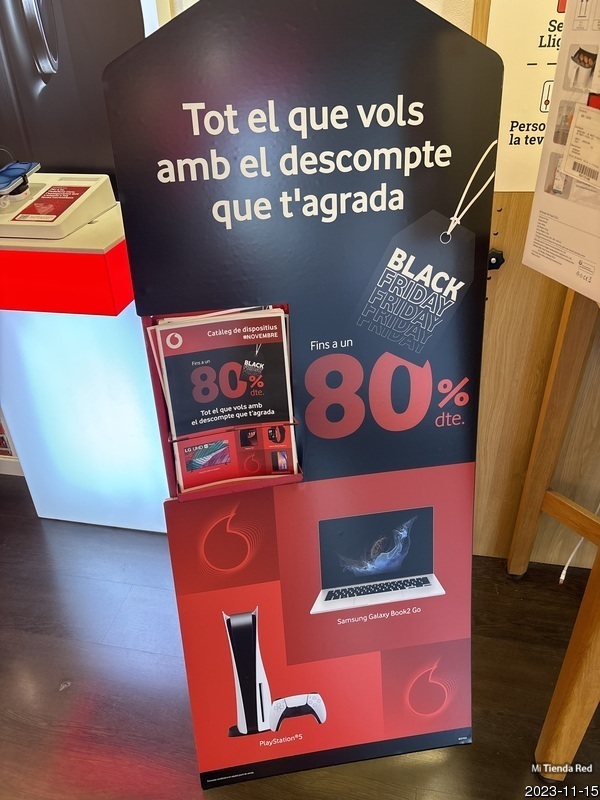 Tot el que vols
amb el descompte
que t'agrada
BLACK
FRIDAY
FRIDAY
FRIDAY
FRIDAY
Fins a un
80%
dte.
Catàleg de dispositius
NOVEMBRE
Fins a un
BLACK
80%
dte.
Tot el que vols amb
el descompte que t'agrada
LG UHD
Samsung Galaxy Book2 Go
PlayStation®5
Se
Llig
Perso
la tev
Mi Tienda Red
2023-11-15